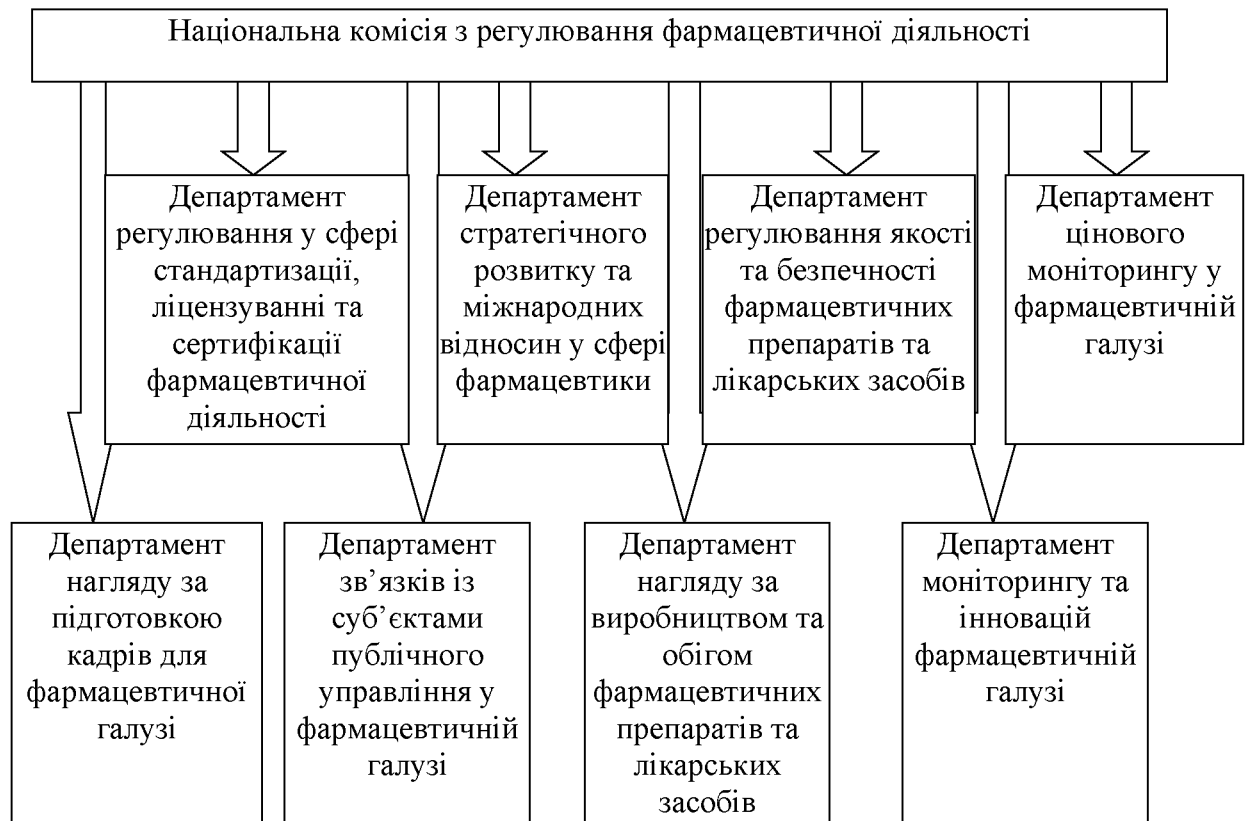 Національна комісія з регулювання фармацевтичної діяльності
Департамент
регулювання у сфері
стандартизації,
ліцензуванні та
сертифікації
фармацевтичної
діяльності
Департамент
стратегічного
розвитку та
міжнародних
відносин у сфері
фармацевтики
Департамент
регулювання якості
та безпечності
фармацевтичних
препаратів та
лікарських засобів
Департамент
цінового
моніторингу у
фармацевтичній
галузі
Департамент
нагляду за
підготовкою
кадрів для
фармацевтичної
галузі
Департамент
зв’язків із
суб’єктами
публічного
управління у
фармацевтичній
галузі
Департамент
нагляду за
виробництвом та
обігом
фармацевтичних
препаратів та
лікарських
засобів
Департамент
моніторингу та
інновацій
фармацевтичній
галузі